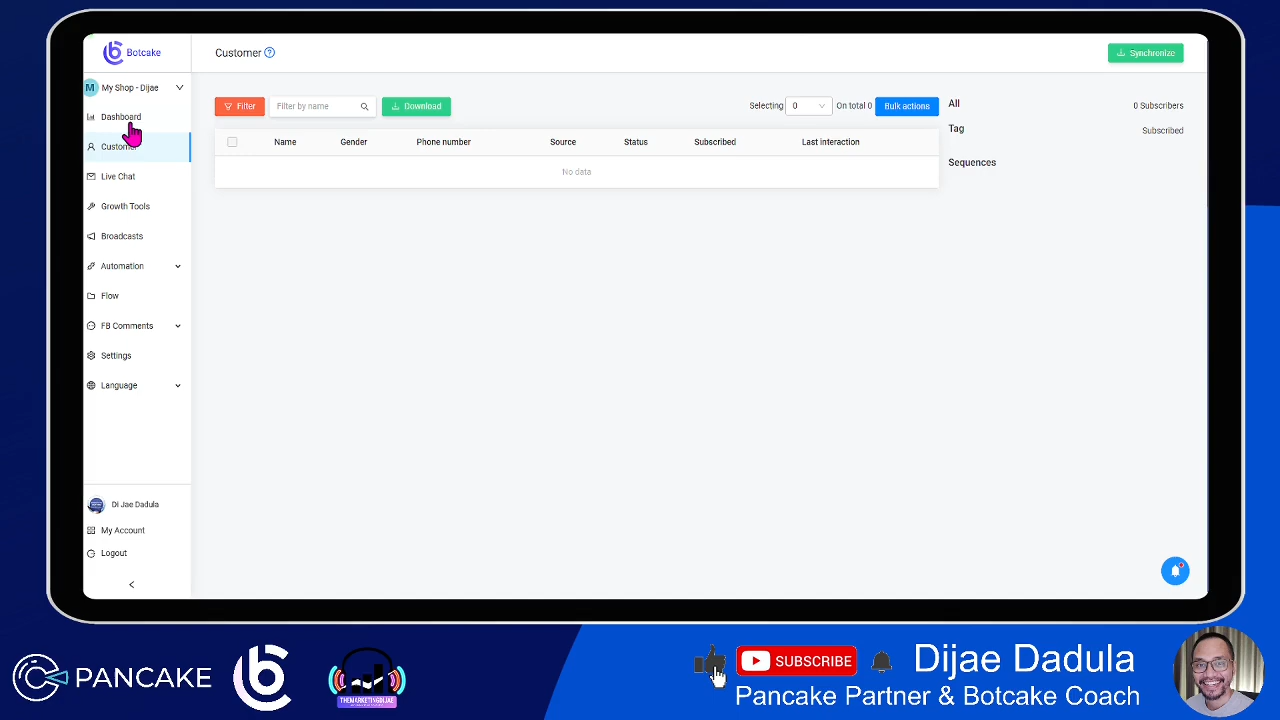 Botcake
My Shop - Dijae
Dashboard
Customer
Live Chat
Growth Tools
Broadcasts
Automation
Flow
FB Comments
Settings
Language
Di Jae Dadula
My Account
Logout
Customer
Synchronize
Filter
Filter by name
Download
Selecting 0 On total 0
Bulk actions
Name Gender Phone number Source Status Subscribed Last interaction
No data
All 0 Subscribers
Tag Subscribed
Sequences
PANCAKE
THEMARKETINGDIJAE
SUBSCRIBE
Dijae Dadula
Pancake Partner & Botcake Coach